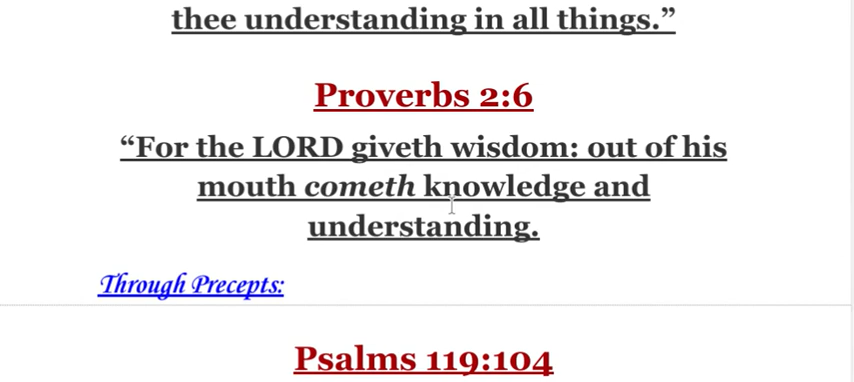 thee understanding in all things.”
Proverbs 2:6
“For the LORD giveth wisdom: out of his
mouth cometh knowledge and
understanding.
Through Precepts:
Psalms 119:104